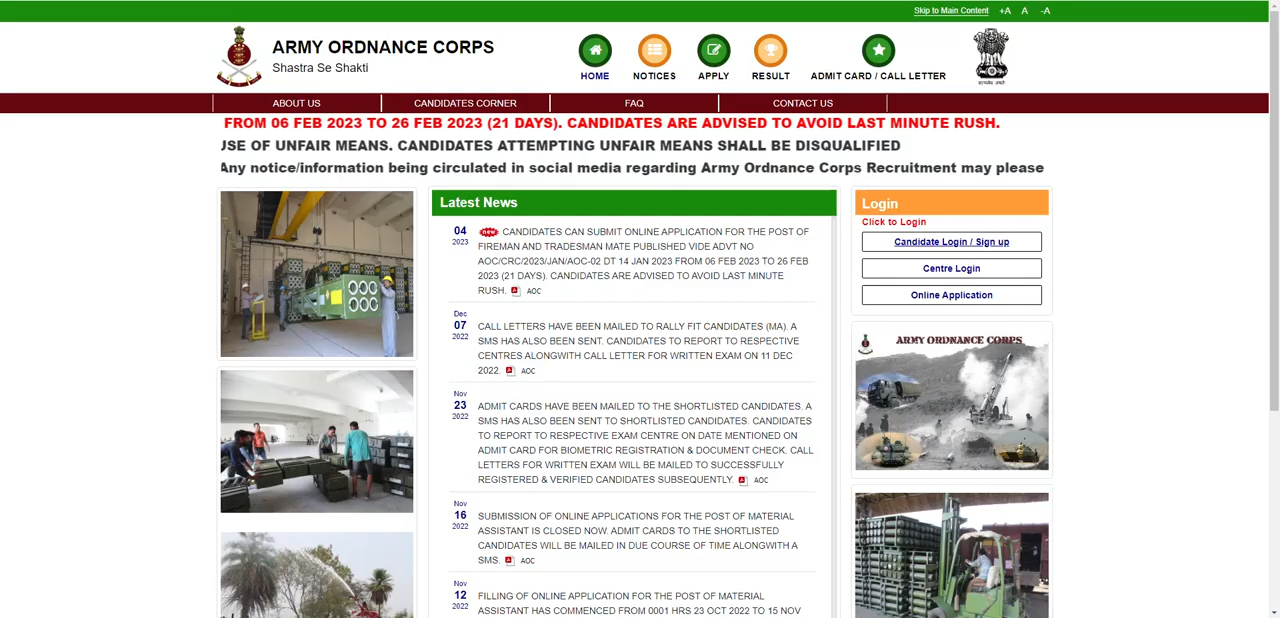 Skip to Main Content +A A -A
ARMY ORDNANCE CORPS
Shastra Se Shakti
HOME NOTICES APPLY RESULT ADMIT CARD / CALL LETTER
ABOUT US CANDIDATES CORNER FAQ CONTACT US
FROM 06 FEB 2023 TO 26 FEB 2023 (21 DAYS). CANDIDATES ARE ADVISED TO AVOID LAST MINUTE RUSH.
USE OF UNFAIR MEANS. CANDIDATES ATTEMPTING UNFAIR MEANS SHALL BE DISQUALIFIED
Any notice/information being circulated in social media regarding Army Ordnance Corps Recruitment may please
Latest News
04
2023
new CANDIDATES CAN SUBMIT ONLINE APPLICATION FOR THE POST OF
FIREMAN AND TRADESMAN MATE PUBLISHED VIDE ADVT NO
AOC/CRC/2023/JAN/AOC-02 DT 14 JAN 2023 FROM 06 FEB 2023 TO 26 FEB
2023 (21 DAYS). CANDIDATES ARE ADVISED TO AVOID LAST MINUTE
RUSH. AOC
Dec
07
2022
CALL LETTERS HAVE BEEN MAILED TO RALLY FIT CANDIDATES (MA). A
SMS HAS ALSO BEEN SENT. CANDIDATES TO REPORT TO RESPECTIVE
CENTRES ALONGWITH CALL LETTER FOR WRITTEN EXAM ON 11 DEC
2022. AOC
Nov
23
2022
ADMIT CARDS HAVE BEEN MAILED TO THE SHORTLISTED CANDIDATES. A
SMS HAS ALSO BEEN SENT TO SHORTLISTED CANDIDATES. CANDIDATES
TO REPORT TO RESPECTIVE EXAM CENTRE ON DATE MENTIONED ON
ADMIT CARD FOR BIOMETRIC REGISTRATION & DOCUMENT CHECK. CALL
LETTERS FOR WRITTEN EXAM WILL BE MAILED TO SUCCESSFULLY
REGISTERED & VERIFIED CANDIDATES SUBSEQUENTLY. AOC
Nov
16
2022
SUBMISSION OF ONLINE APPLICATIONS FOR THE POST OF MATERIAL
ASSISTANT IS CLOSED NOW. ADMIT CARDS TO THE SHORTLISTED
CANDIDATES WILL BE MAILED IN DUE COURSE OF TIME ALONGWITH A
SMS. AOC
Nov
12
2022
FILLING OF ONLINE APPLICATION FOR THE POST OF MATERIAL
ASSISTANT HAS COMMENCED FROM 0001 HRS 23 OCT 2022 TO 15 NOV
Login
Click to Login
Candidate Login / Sign up
Centre Login
Online Application
ARMY ORDNANCE CORPS